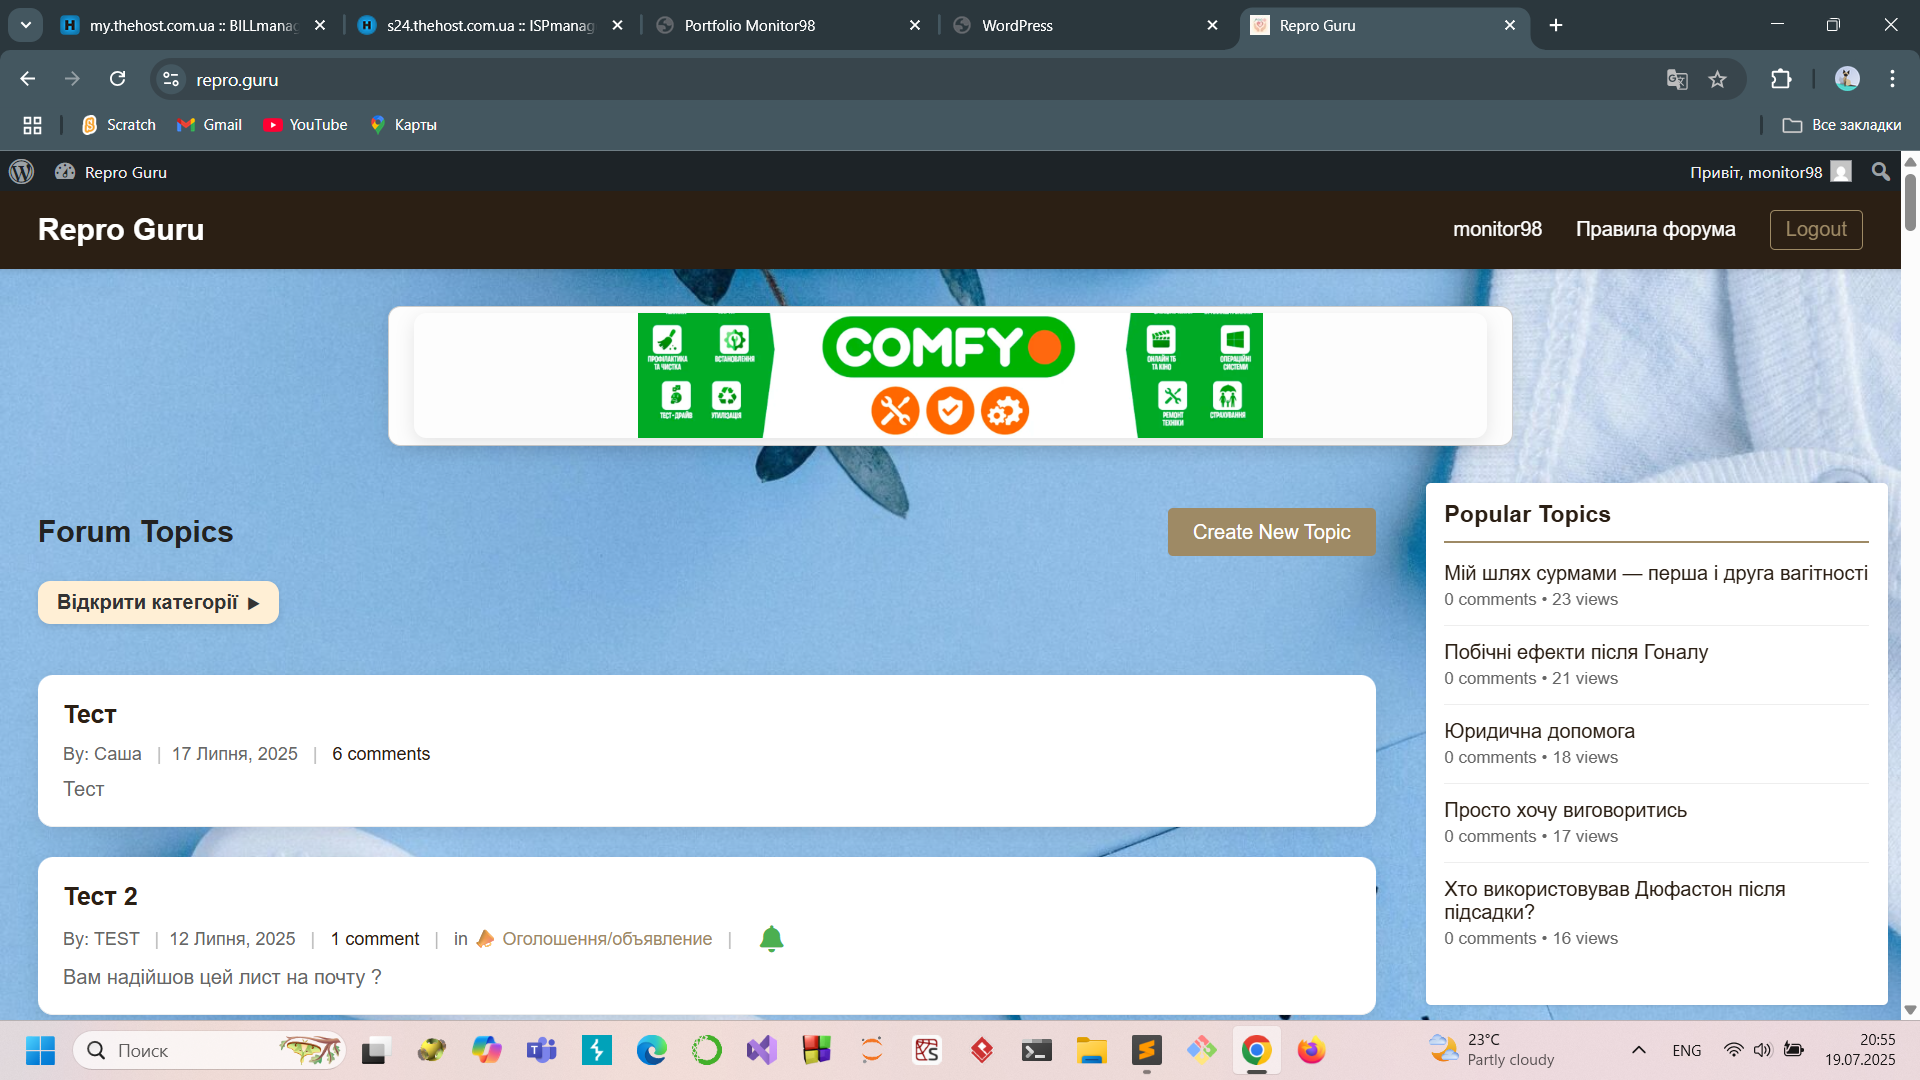 my.thehost.com.ua :: BILLmanag
s24.thehost.com.ua :: ISPmanag
Portfolio Monitor98
WordPress
Repro Guru
repro.guru
Scratch
Gmail
YouTube
Карты
Все закладки
Repro Guru
Привіт, monitor98
Repro Guru
monitor98
Правила форума
Logout
ПРОФІЛАКТИКА
ТА ЧИСТКА
ВСТАНОВЛЕННЯ
ТЕСТ-ДРАЙВ
УТИЛІЗАЦІЯ
COMFY
ОНЛАЙН ТБ
ТА КІНО
ОПЕРАЦІЙНІ
СИСТЕМИ
РЕМОНТ
ТЕХНІКИ
СТРАХУВАННЯ
Forum Topics
Create New Topic
Відкрити категорії ▶
Тест
By: Саша | 17 Липня, 2025 | 6 comments
Тест
Тест 2
By: TEST | 12 Липня, 2025 | 1 comment | in Оголошення/объявление |
Вам надійшов цей лист на почту ?
Popular Topics
Мій шлях сурмами — перша і друга вагітності
0 comments • 23 views
Побічні ефекти після Гоналу
0 comments • 21 views
Юридична допомога
0 comments • 18 views
Просто хочу виговоритись
0 comments • 17 views
Хто використовував Дюфастон після
підсадки?
0 comments • 16 views
Поиск
23°C
Partly cloudy
ENG
20:55
19.07.2025